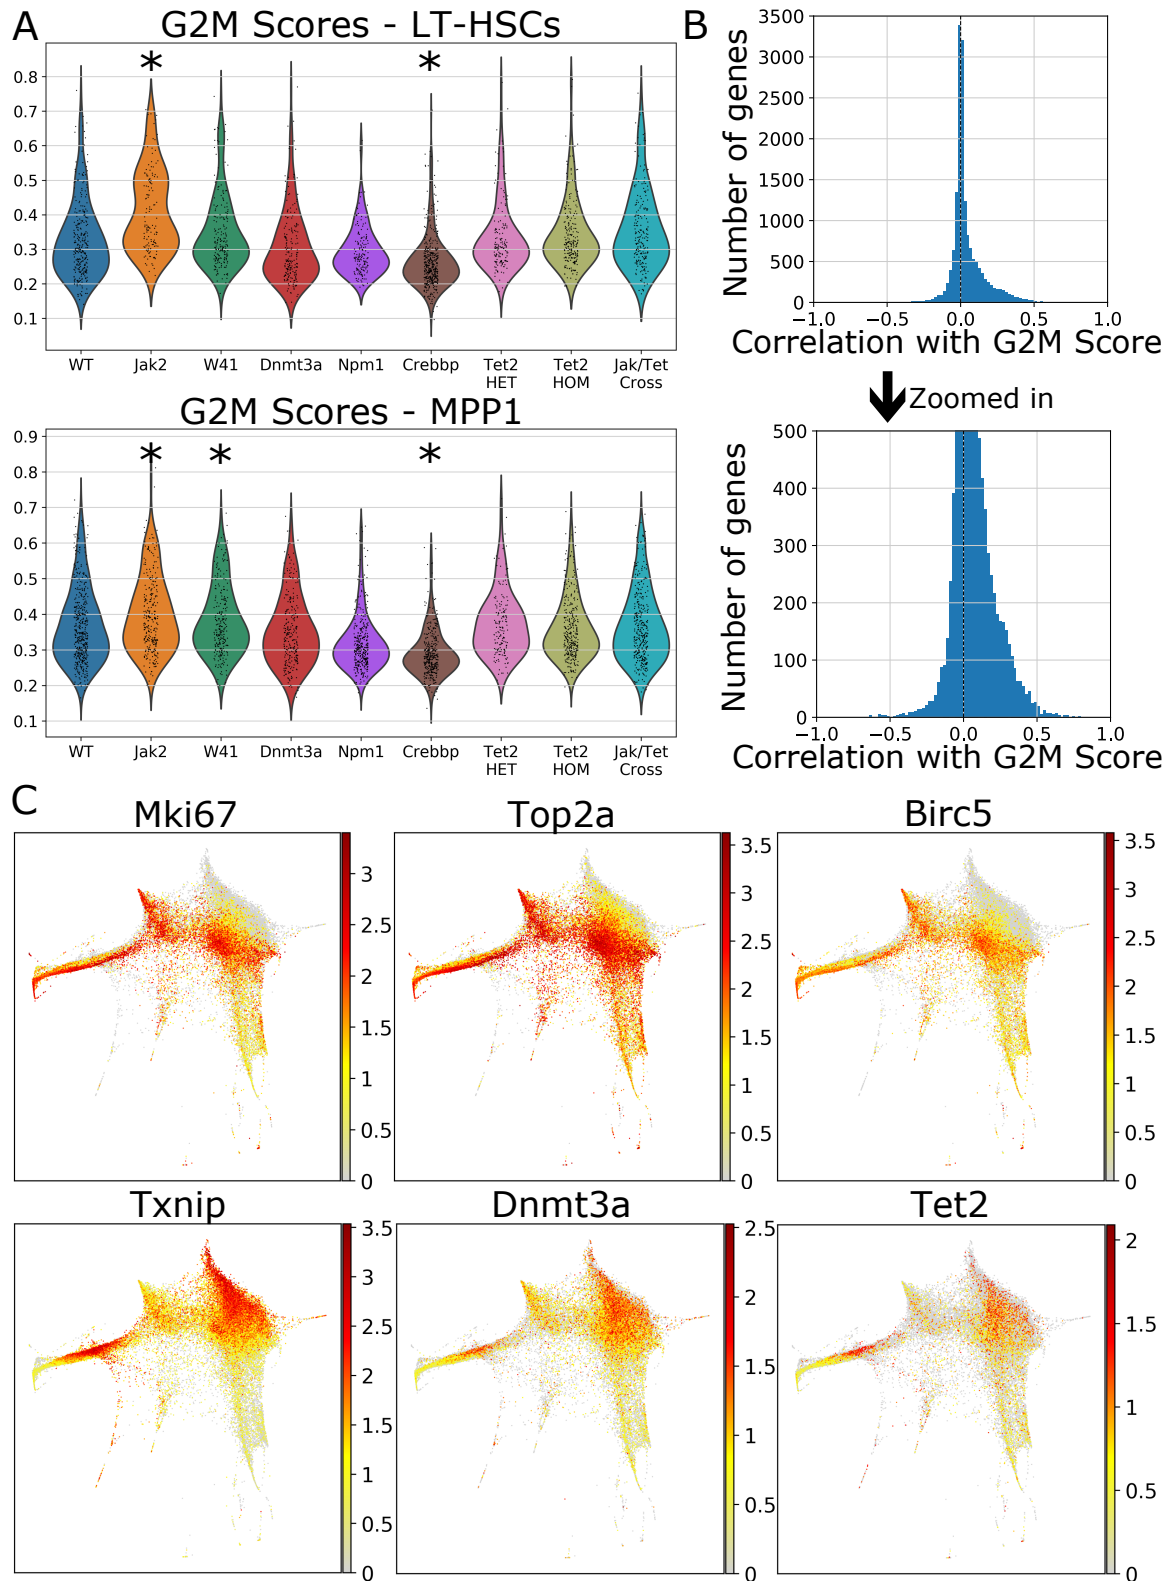 A
G2M Scores - LT-HSCs
*
*
0.8
0.7
0.6
0.5
0.4
0.3
0.2
0.1
WT
Jak2
W41
Dnmt3a
Npm1
Crebbp
Tet2
HET
Tet2
HOM
Jak/Tet
Cross
G2M Scores - MPP1
*
*
*
0.9
0.8
0.7
0.6
0.5
0.4
0.3
0.2
0.1
WT
Jak2
W41
Dnmt3a
Npm1
Crebbp
Tet2
HET
Tet2
HOM
Jak/Tet
Cross
B
Number of genes
3500
3000
2500
2000
1500
1000
500
0
−1.0
−0.5
0.0
0.5
1.0
Correlation with G2M Score
Zoomed in
Number of genes
500
400
300
200
100
0
−1.0
−0.5
0.0
0.5
1.0
Correlation with G2M Score
C
Mki67
3
2.5
2
1.5
1
0.5
0
Top2a
3.5
3
2.5
2
1.5
1
0.5
0
Birc5
3.5
3
2.5
2
1.5
1
0.5
0
Txnip
3.5
3
2.5
2
1.5
1
0.5
0
Dnmt3a
2.5
2
1.5
1
0.5
0
Tet2
2
1.5
1
0.5
0